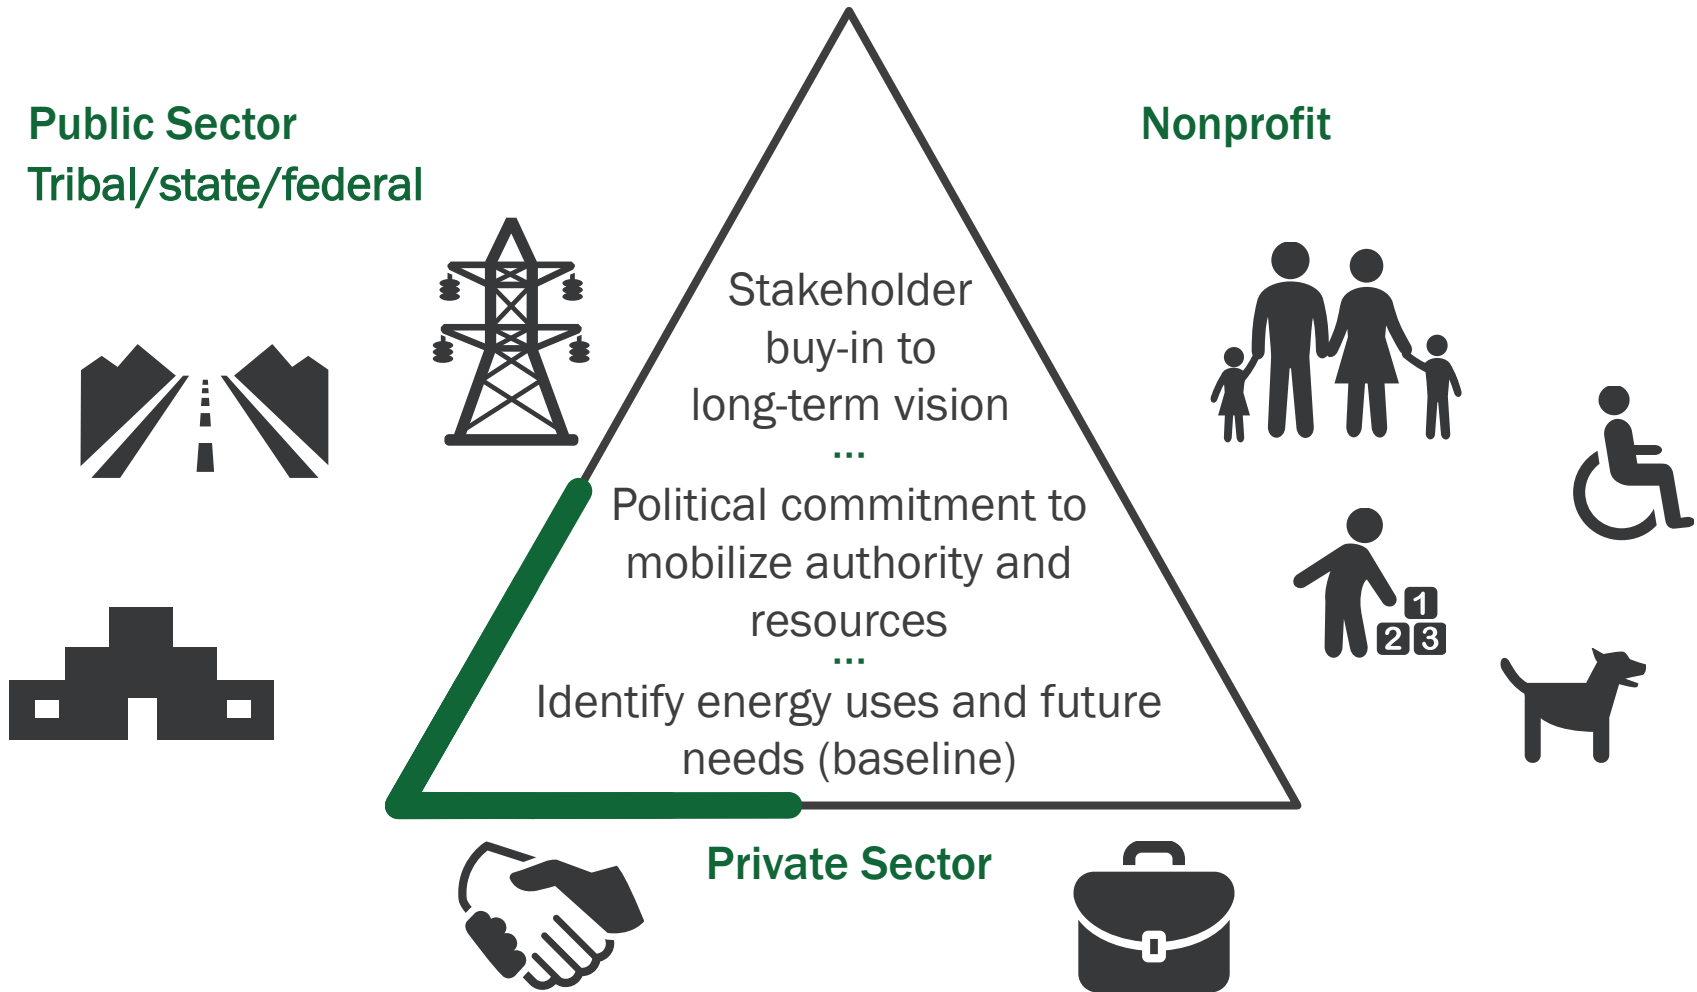 Public Sector
Tribal/state/federal
Nonprofit
Stakeholder
buy-in to
long-term vision
...
Political commitment to
mobilize authority and
resources
...
Identify energy uses and future
needs (baseline)
Private Sector
1
2 3